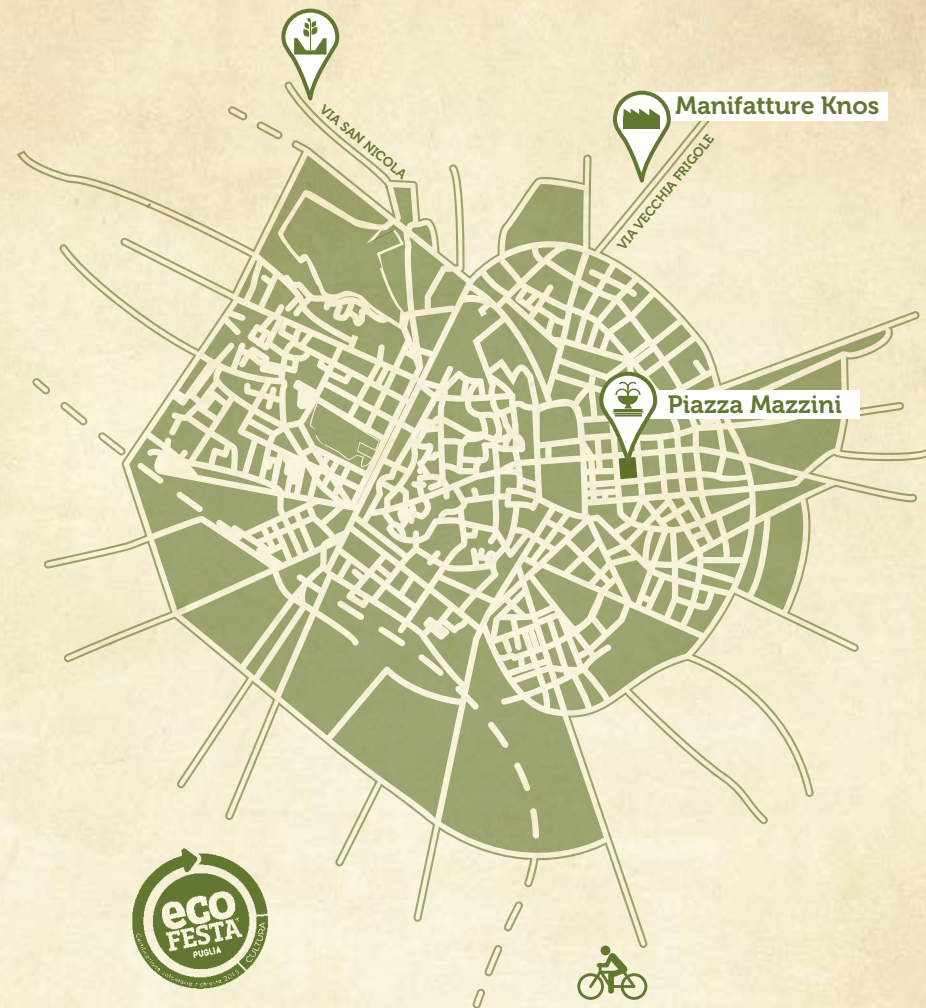 VIA SAN NICOLA
Manifatture Knos
VIA VECCHIA FRIGOLE
Piazza Mazzini
eco
FESTA
PUGLIA
CULTURA